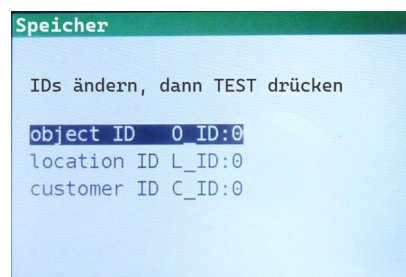 Speicher
IDs ändern, dann TEST drücken
object ID O_ID:0
location ID L_ID:0
customer ID C_ID:0